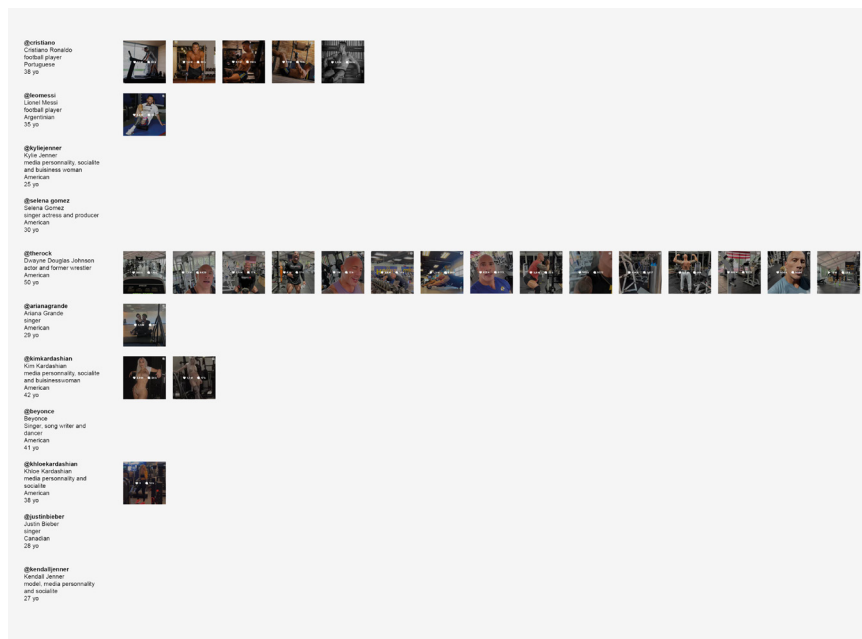 @cristiano
Cristiano Ronaldo
football player
Portuguese
38 yo
@leomessi
Lionel Messi
football player
Argentinian
35 yo
@kyliejenner
Kylie Jenner
media personnality, socialite
and buisiness woman
American
25 yo
@selena gomez
Selena Gomez
singer actress and producer
American
30 yo
@therock
Dwayne Douglas Johnson
actor and former wrestler
American
50 yo
@arianagrande
Ariana Grande
singer
American
29 yo
@kimkardashian
Kim Kardashian
media personnality, socialite
and buisinesswoman
American
42 yo
@beyonce
Beyonce
Singer, song writer and
dancer
American
41 yo
@khloekardashian
Khloe Kardashian
media personnality and
socialite
American
38 yo
@justinbieber
Justin Bieber
singer
Canadian
28 yo
@kendalljenner
Kendall Jenner
model, media personnality
and socialite
27 yo